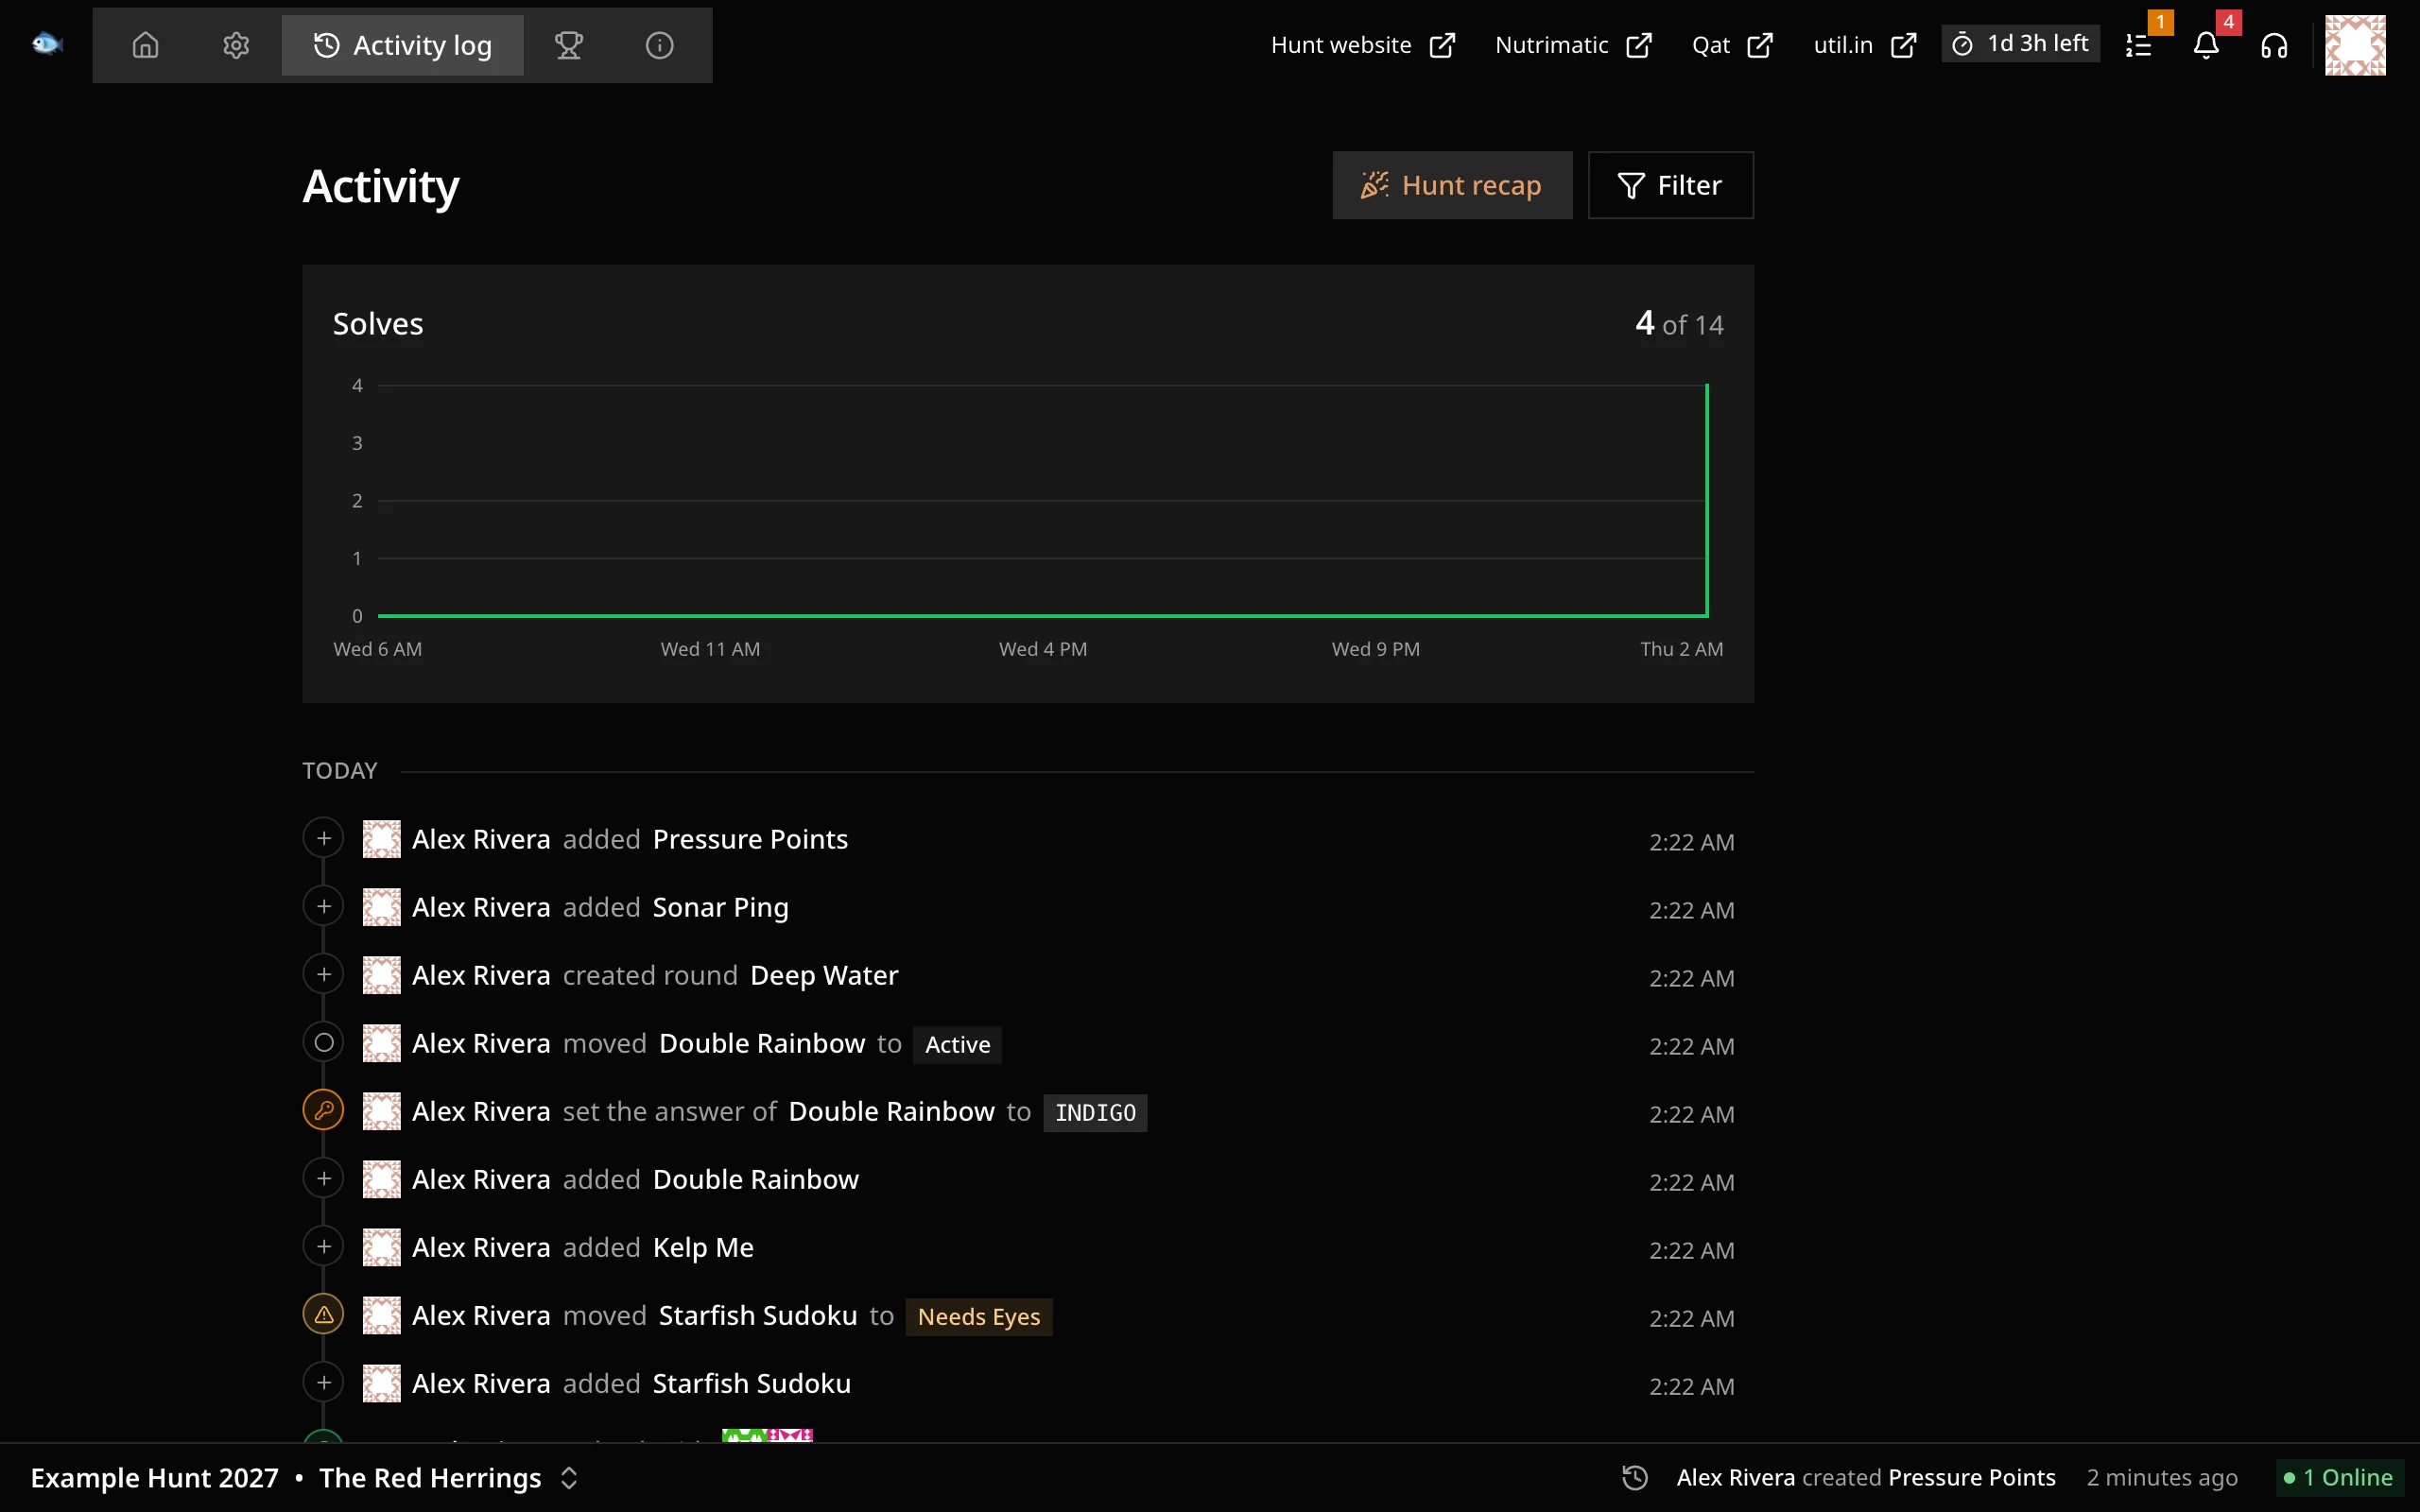 Activity log
Hunt website
Nutrimatic
Qat
util.in
1d 3h left
1
4
Activity
Hunt recap
Filter
Solves
4 of 14
4
3
2
1
0
Wed 6 AM
Wed 11 AM
Wed 4 PM
Wed 9 PM
Thu 2 AM
TODAY
Alex Rivera added Pressure Points 2:22 AM
Alex Rivera added Sonar Ping 2:22 AM
Alex Rivera created round Deep Water 2:22 AM
Alex Rivera moved Double Rainbow to Active 2:22 AM
Alex Rivera set the answer of Double Rainbow to INDIGO 2:22 AM
Alex Rivera added Double Rainbow 2:22 AM
Alex Rivera added Kelp Me 2:22 AM
Alex Rivera moved Starfish Sudoku to Needs Eyes 2:22 AM
Alex Rivera added Starfish Sudoku 2:22 AM
Example Hunt 2027 • The Red Herrings
Alex Rivera created Pressure Points 2 minutes ago
1 Online